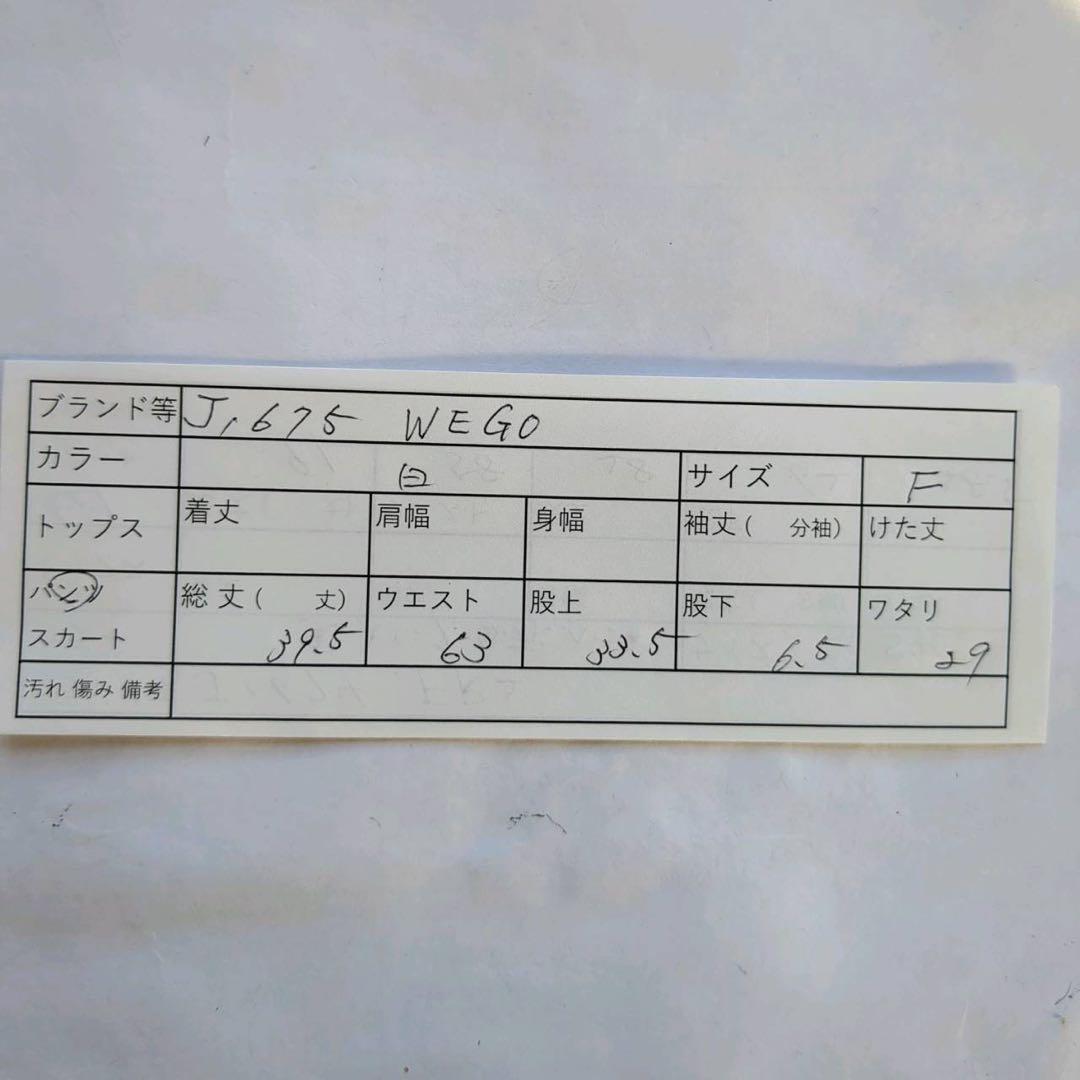 ブランド等 J,675 WEGO
カラー 白 サイズ F
トップス 着丈 肩幅 身幅 袖丈( 分袖) けた丈
パンツ 総丈( 丈) ウエスト 股上 股下 ワタリ
スカート 39.5 63 33.5 6.5 29
汚れ 傷み 備考